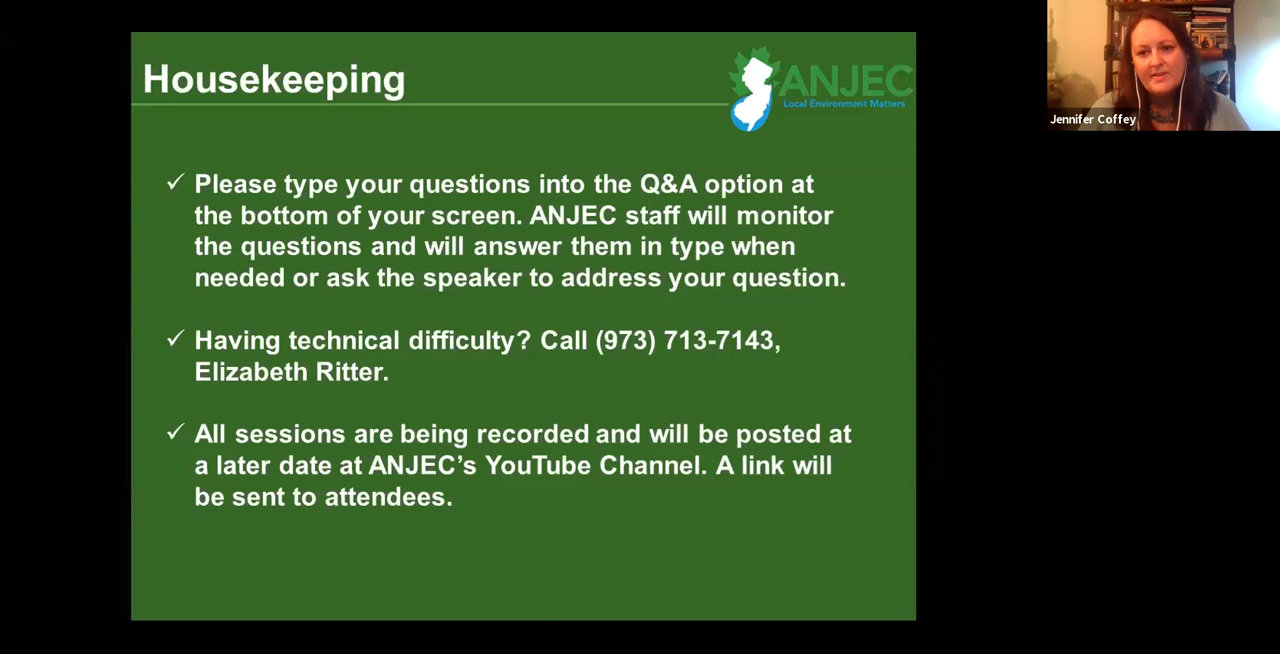 Housekeeping
ANJEC
Local Environment Matters
Jennifer Coffey
✓ Please type your questions into the Q&A option at
the bottom of your screen. ANJEC staff will monitor
the questions and will answer them in type when
needed or ask the speaker to address your question.
✓ Having technical difficulty? Call (973) 713-7143,
Elizabeth Ritter.
✓ All sessions are being recorded and will be posted at
a later date at ANJEC’s YouTube Channel. A link will
be sent to attendees.